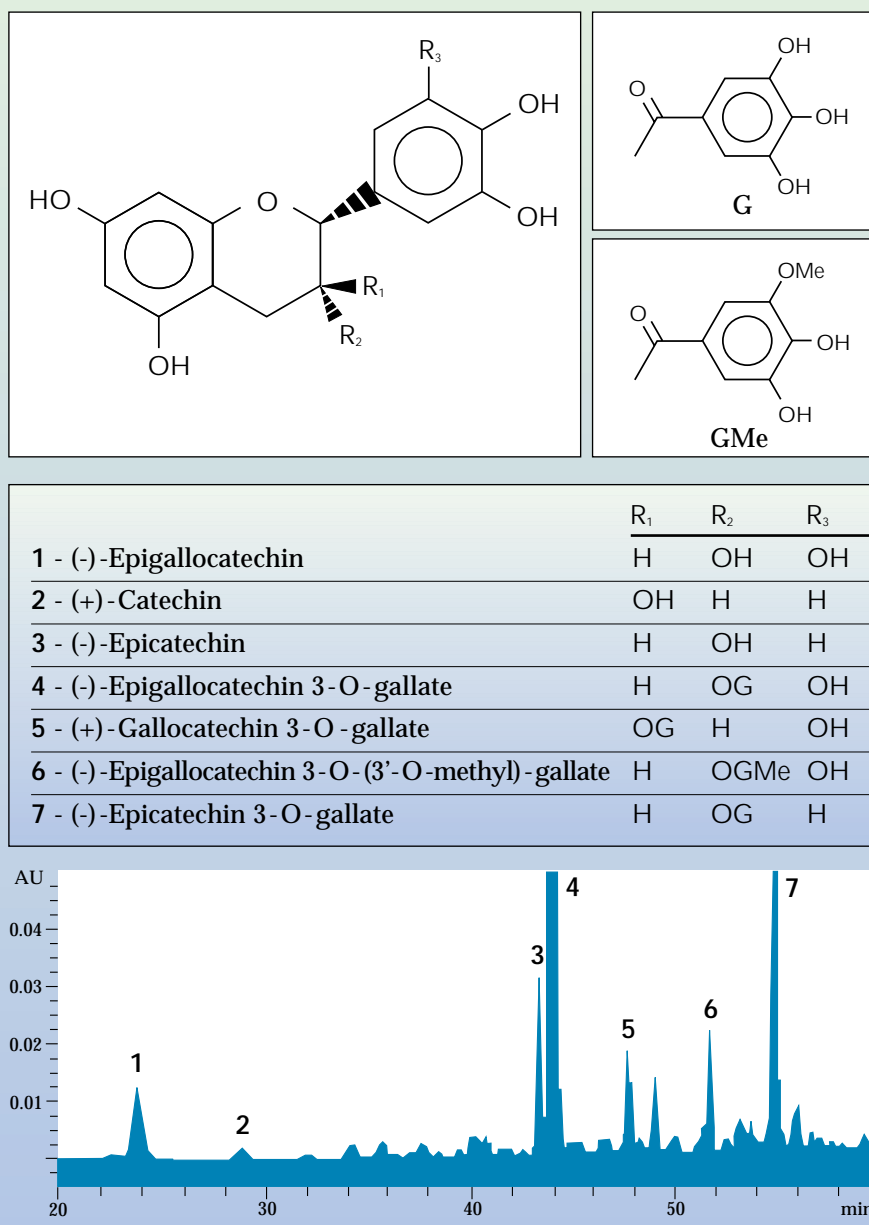 R₃
OH
HO
O
OH
R₁
R₂
OH
OH
O
OH
OH
G
OMe
O
OH
OH
GMe
R₁ R₂ R₃
1 - (-)-Epigallocatechin H OH OH
2 - (+)-Catechin OH H H
3 - (-)-Epicatechin H OH H
4 - (-)-Epigallocatechin 3-O-gallate H OG OH
5 - (+)-Gallocatechin 3-O-gallate OG H OH
6 - (-)-Epigallocatechin 3-O-(3'-O-methyl)-gallate H OGMe OH
7 - (-)-Epicatechin 3-O-gallate H OG H
AU
4
7
0.04
3
0.03
6
5
0.02
1
0.01
2
20 30 40 50 min